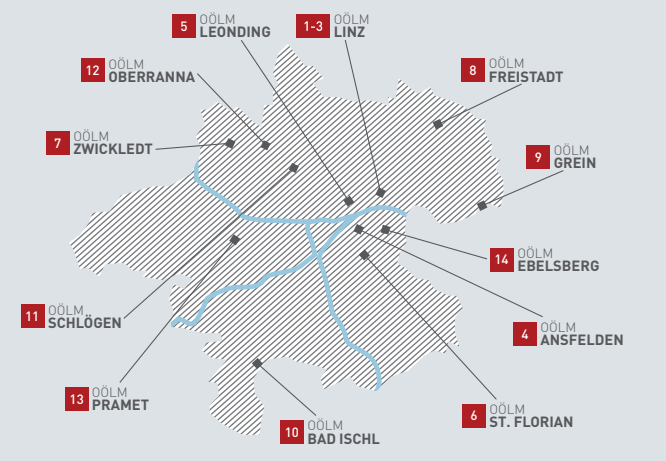 5 OÖLM
LEONDING
1-3 OÖLM
LINZ
12 OÖLM
OBERRANNA
8 OÖLM
FREISTADT
7 OÖLM
ZWICKLEDT
9 OÖLM
GREIN
14 OÖLM
EBELSBERG
11 OÖLM
SCHLÖGEN
4 OÖLM
ANSFELDEN
13 OÖLM
PRAMET
6 OÖLM
ST. FLORIAN
10 OÖLM
BAD ISCHL